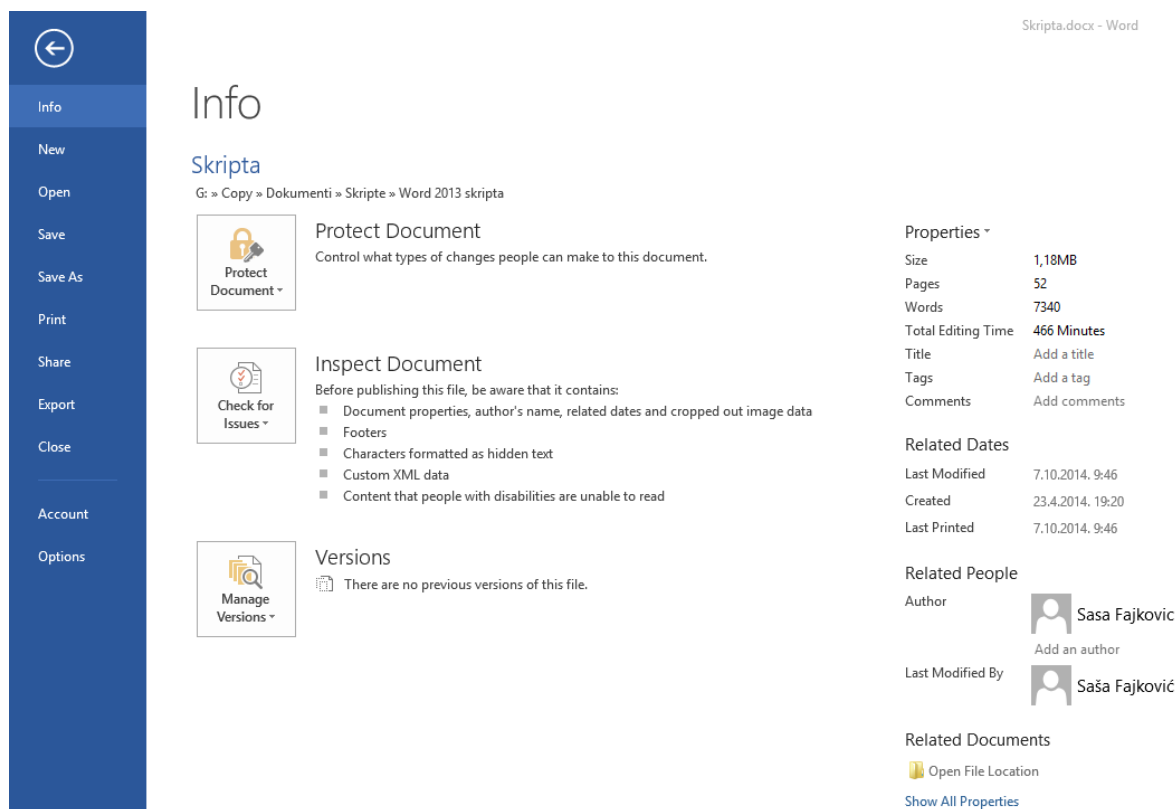 Skripta.docx - Word
Info
New
Open
Save
Save As
Print
Share
Export
Close
Account
Options
Info
Skripta
G: » Copy » Dokumenti » Skripte » Word 2013 skripta
Protect
Document
Protect Document
Control what types of changes people can make to this document.
Check for
Issues
Inspect Document
Before publishing this file, be aware that it contains:
Document properties, author's name, related dates and cropped out image data
Footers
Characters formatted as hidden text
Custom XML data
Content that people with disabilities are unable to read
Manage
Versions
Versions
There are no previous versions of this file.
Properties
Size 1,18MB
Pages 52
Words 7340
Total Editing Time 466 Minutes
Title Add a title
Tags Add a tag
Comments Add comments
Related Dates
Last Modified 7.10.2014. 9:46
Created 23.4.2014. 19:20
Last Printed 7.10.2014. 9:46
Related People
Author Sasa Fajkovic
Add an author
Last Modified By Saša Fajković
Related Documents
Open File Location
Show All Properties